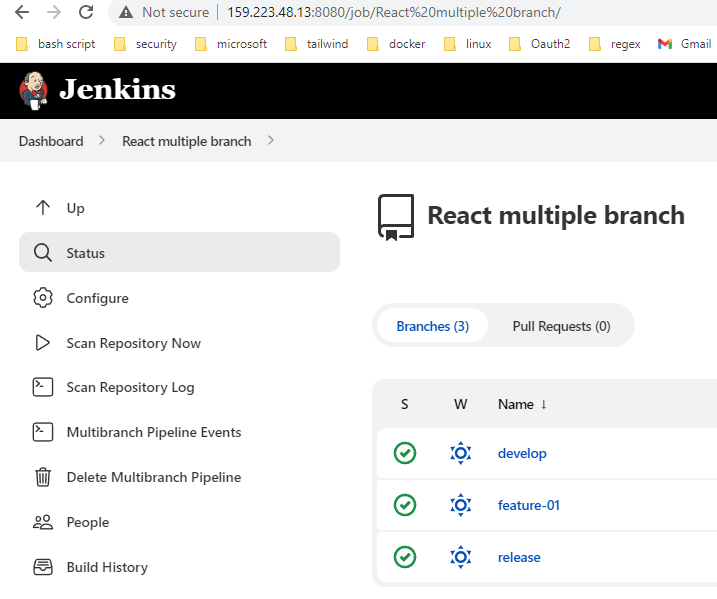 Not secure | 159.223.48.13:8080/job/React%20multiple%20branch/
bash script security microsoft tailwind docker linux Oauth2 regex Gmail
Jenkins
Dashboard > React multiple branch >
Up
Status
Configure
Scan Repository Now
Scan Repository Log
Multibranch Pipeline Events
Delete Multibranch Pipeline
People
Build History
React multiple branch
Branches (3) Pull Requests (0)
S W Name ↓
develop
feature-01
release